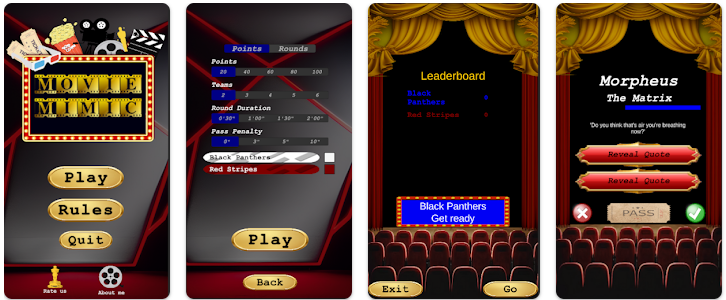 MOVIE
MIMIC
Play
Rules
Quit
Rate us
About me
Points
Rounds
Points
20 40 60 80 100
Teams
2 3 4 5 6
Round Duration
0'30" 1'00" 1'30" 2'00"
Pass Penalty
0" 3" 5" 10"
Black Panthers
Red Stripes
Play
Back
Leaderboard
Black
Panthers
Red Stripes
Black Panthers
Get ready
Exit
Go
Morpheus
The Matrix
"Do you think that's air you're breathing
now?"
Reveal Quote
Reveal Quote
PASS